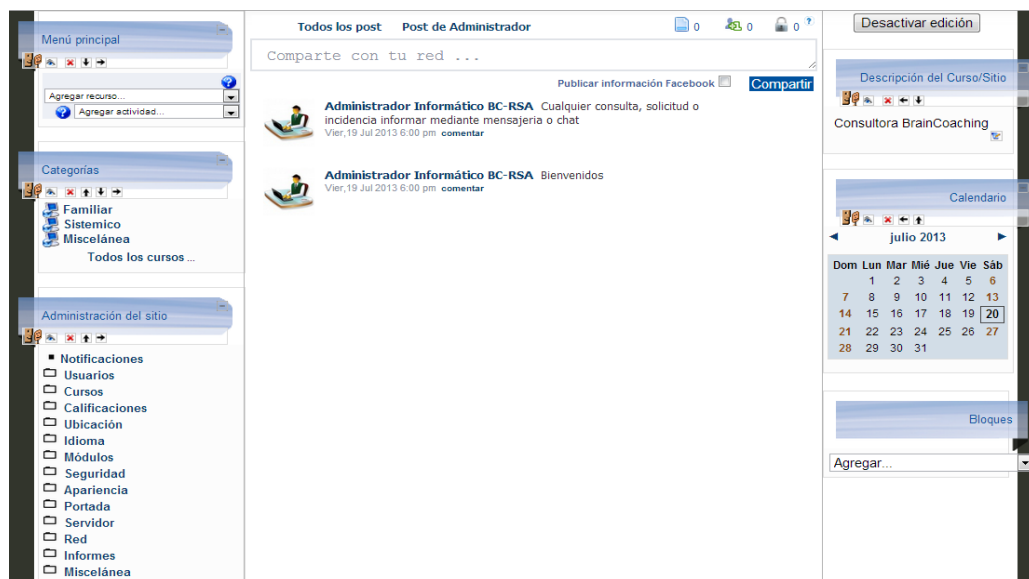 Menú principal
Agregar recurso...
Agregar actividad...
Categorías
Familiar
Sistemico
Miscelánea
Todos los cursos ...
Administración del sitio
Notificaciones
Usuarios
Cursos
Calificaciones
Ubicación
Idioma
Módulos
Seguridad
Apariencia
Portada
Servidor
Red
Informes
Miscelánea
Todos los post Post de Administrador 0 0 0 ?
Comparte con tu red ...
Publicar información Facebook Compartir
Administrador Informático BC-RSA Cualquier consulta, solicitud o
incidencia informar mediante mensajeria o chat
Vier,19 Jul 2013 6:00 pm comentar
Administrador Informático BC-RSA Bienvenidos
Vier,19 Jul 2013 6:00 pm comentar
Desactivar edición
Descripción del Curso/Sitio
Consultora BrainCoaching
Calendario
julio 2013
Dom Lun Mar Mié Jue Vie Sáb
1 2 3 4 5 6
7 8 9 10 11 12 13
14 15 16 17 18 19 20
21 22 23 24 25 26 27
28 29 30 31
Bloques
Agregar...